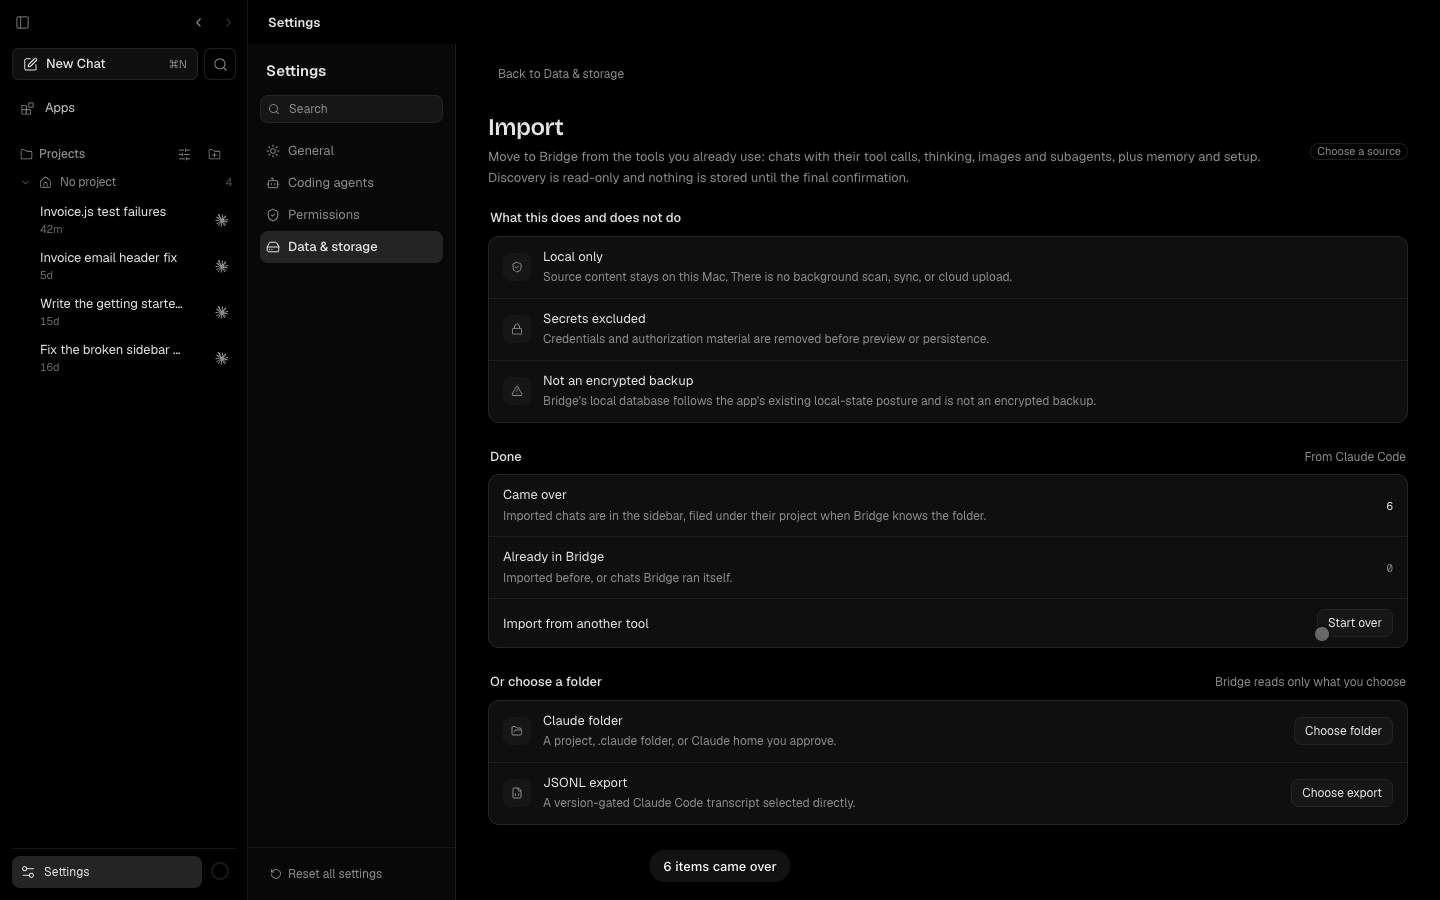 Settings
New Chat ⌘N
Apps
Projects
No project 4
Invoice.js test failures
42m
Invoice email header fix
5d
Write the getting starte...
15d
Fix the broken sidebar ...
16d
Settings
Settings
Search
General
Coding agents
Permissions
Data & storage
Reset all settings
Back to Data & storage
Import
Move to Bridge from the tools you already use: chats with their tool calls, thinking, images and subagents, plus memory and setup.
Discovery is read-only and nothing is stored until the final confirmation.
Choose a source
What this does and does not do
Local only
Source content stays on this Mac. There is no background scan, sync, or cloud upload.
Secrets excluded
Credentials and authorization material are removed before preview or persistence.
Not an encrypted backup
Bridge's local database follows the app's existing local-state posture and is not an encrypted backup.
Done From Claude Code
Came over
Imported chats are in the sidebar, filed under their project when Bridge knows the folder.
6
Already in Bridge
Imported before, or chats Bridge ran itself.
0
Import from another tool Start over
Or choose a folder Bridge reads only what you choose
Claude folder
A project, .claude folder, or Claude home you approve.
Choose folder
JSONL export
A version-gated Claude Code transcript selected directly.
Choose export
6 items came over